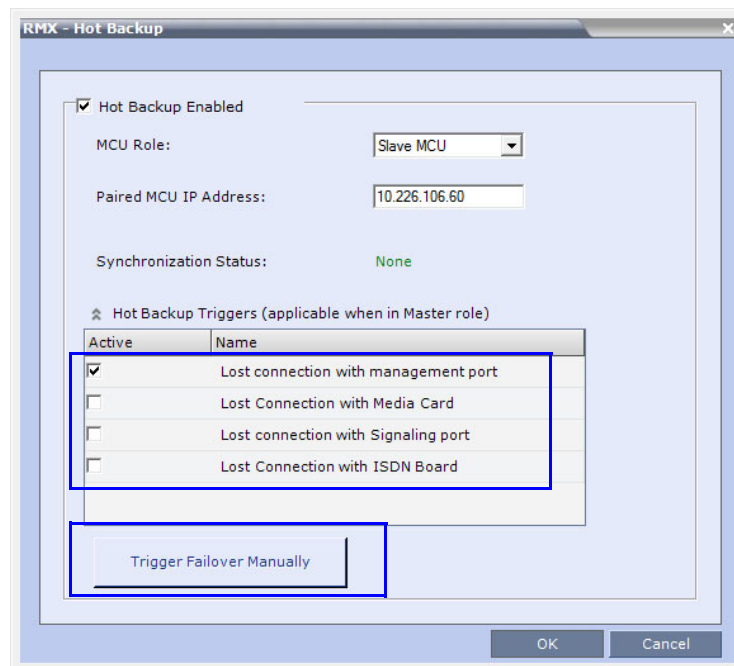 RMX - Hot Backup
Hot Backup Enabled
MCU Role: Slave MCU
Paired MCU IP Address: 10.226.106.60
Synchronization Status: None
Hot Backup Triggers (applicable when in Master role)
Active Name
Lost connection with management port
Lost Connection with Media Card
Lost connection with Signaling port
Lost Connection with ISDN Board
Trigger Failover Manually
OK Cancel